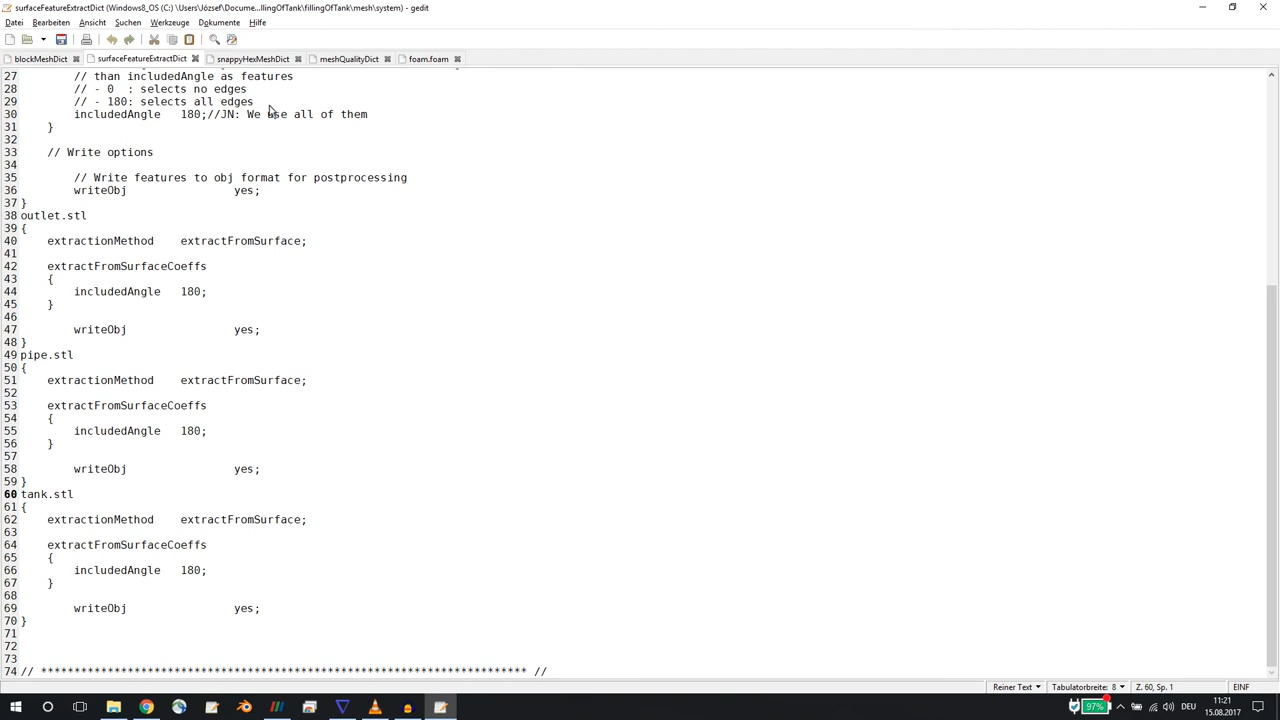 surfaceFeatureExtractDict (Windows8_OS (C:) \Users\József\Docume...llingOfTank\fillingOfTank\mesh\system) - gedit
Datei Bearbeiten Ansicht Suchen Werkzeuge Dokumente Hilfe
blockMeshDict surfaceFeatureExtractDict snappyHexMeshDict meshQualityDict foam.foam
27 // than includedAngle as features
28 // - 0 : selects no edges
29 // - 180: selects all edges
30 includedAngle 180;//JN: We use all of them
31 }
32
33 // Write options
34
35 // Write features to obj format for postprocessing
36 writeObj yes;
37 }
38 outlet.stl
39 {
40 extractionMethod extractFromSurface;
41
42 extractFromSurfaceCoeffs
43 {
44 includedAngle 180;
45 }
46
47 writeObj yes;
48 }
49 pipe.stl
50 {
51 extractionMethod extractFromSurface;
52
53 extractFromSurfaceCoeffs
54 {
55 includedAngle 180;
56 }
57
58 writeObj yes;
59 }
60 tank.stl
61 {
62 extractionMethod extractFromSurface;
63
64 extractFromSurfaceCoeffs
65 {
66 includedAngle 180;
67 }
68
69 writeObj yes;
70 }
71
72
73
74 // ************************************************************************* //
Reiner Text Tabulatorbreite: 8 Z. 60, Sp. 1 EINF
97% DEU 11:21
15.08.2017